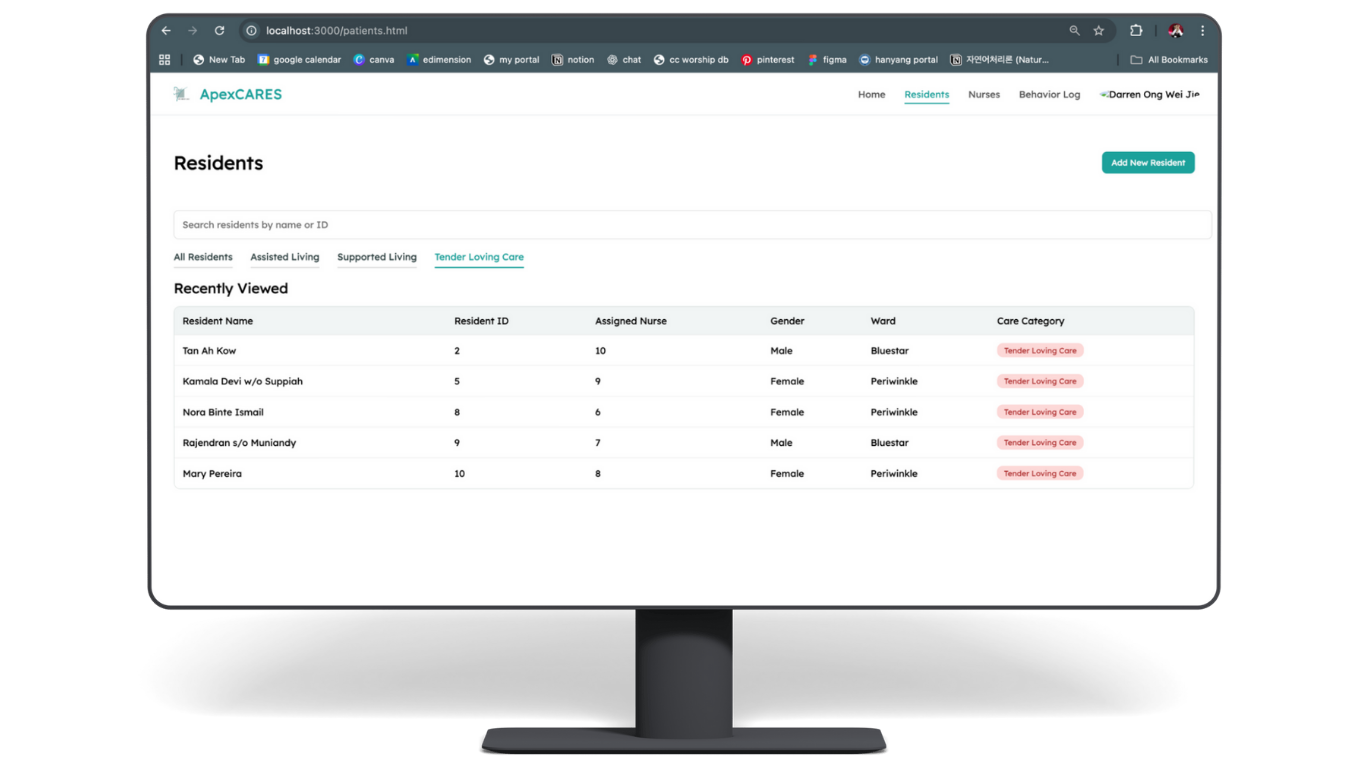 localhost:3000/patients.html
New Tab google calendar canva edimension my portal notion chat cc worship db pinterest figma hanyang portal 자연어처리론 (Natur... All Bookmarks
ApexCARES Home Residents Nurses Behavior Log Darren Ong Wei Jie
Residents Add New Resident
Search residents by name or ID
All Residents Assisted Living Supported Living Tender Loving Care
Recently Viewed
Resident Name Resident ID Assigned Nurse Gender Ward Care Category
Tan Ah Kow 2 10 Male Bluestar Tender Loving Care
Kamala Devi w/o Suppiah 5 9 Female Periwinkle Tender Loving Care
Nora Binte Ismail 8 6 Female Periwinkle Tender Loving Care
Rajendran s/o Muniandy 9 7 Male Bluestar Tender Loving Care
Mary Pereira 10 8 Female Periwinkle Tender Loving Care